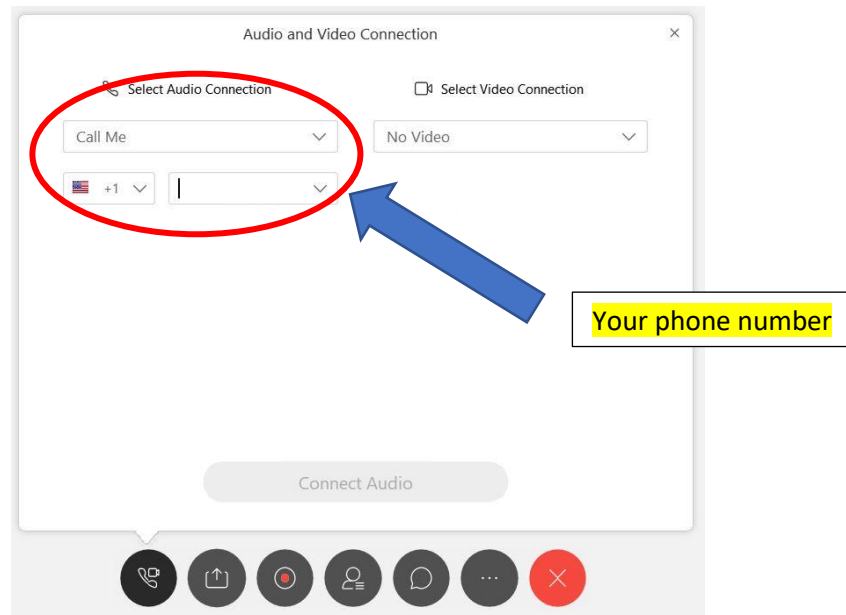 Audio and Video Connection
Select Audio Connection
Select Video Connection
Call Me
No Video
+1
Your phone number
Connect Audio